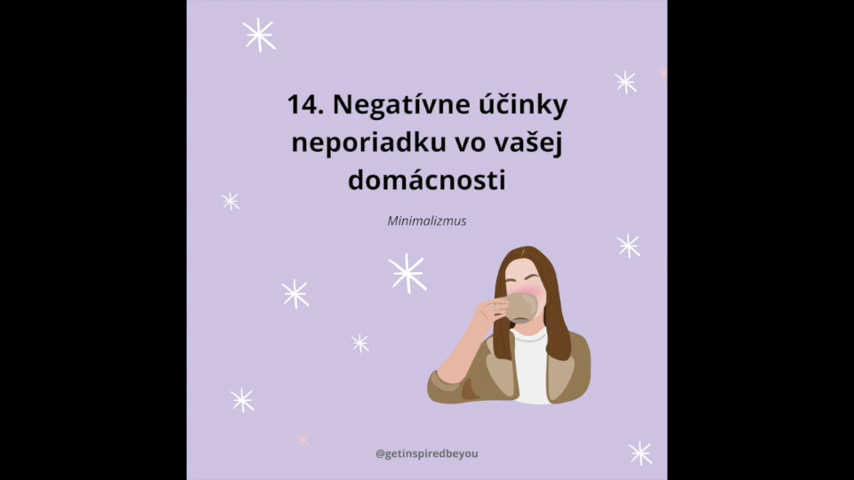 14. Negatívne účinky
neporiadku vo vašej
domácnosti
Minimalizmus
@getinspiredbeyou